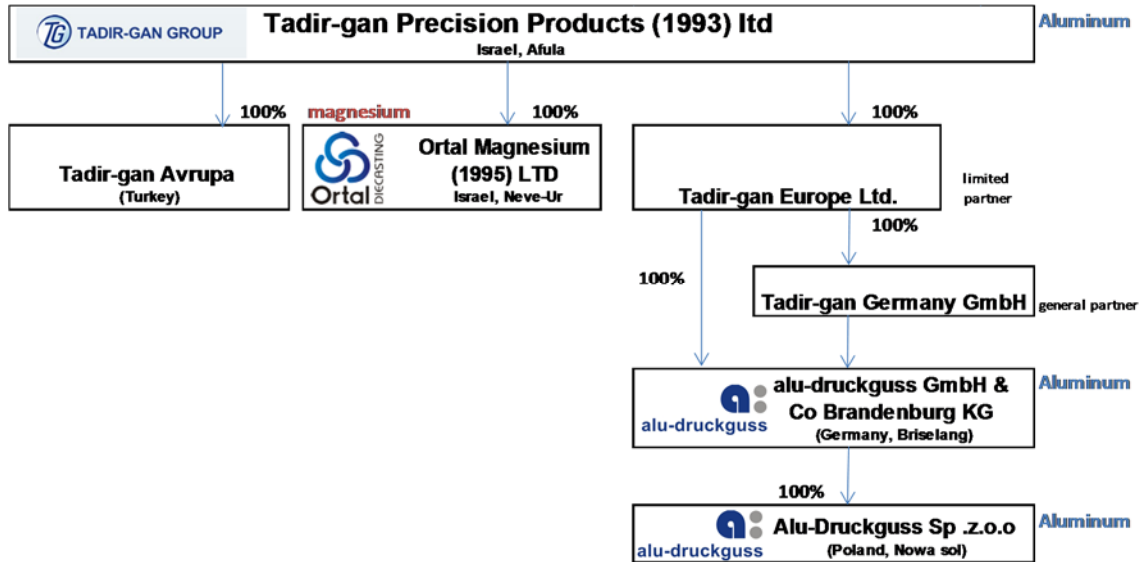 TG TADIR-GAN GROUP
Tadir-gan Precision Products (1993) ltd
Israel, Afula
Aluminum
100%
magnesium
100%
100%
Tadir-gan Avrupa
(Turkey)
Ortal
DIECASTING
Ortal Magnesium
(1995) LTD
Israel, Neve-Ur
Tadir-gan Europe Ltd.
limited
partner
100%
100%
Tadir-gan Germany GmbH
general partner
a:
alu-druckguss
alu-druckguss GmbH &
Co Brandenburg KG
(Germany, Briselang)
Aluminum
100%
a:
alu-druckguss
Alu-Druckguss Sp .z.o.o
(Poland, Nowa sol)
Aluminum